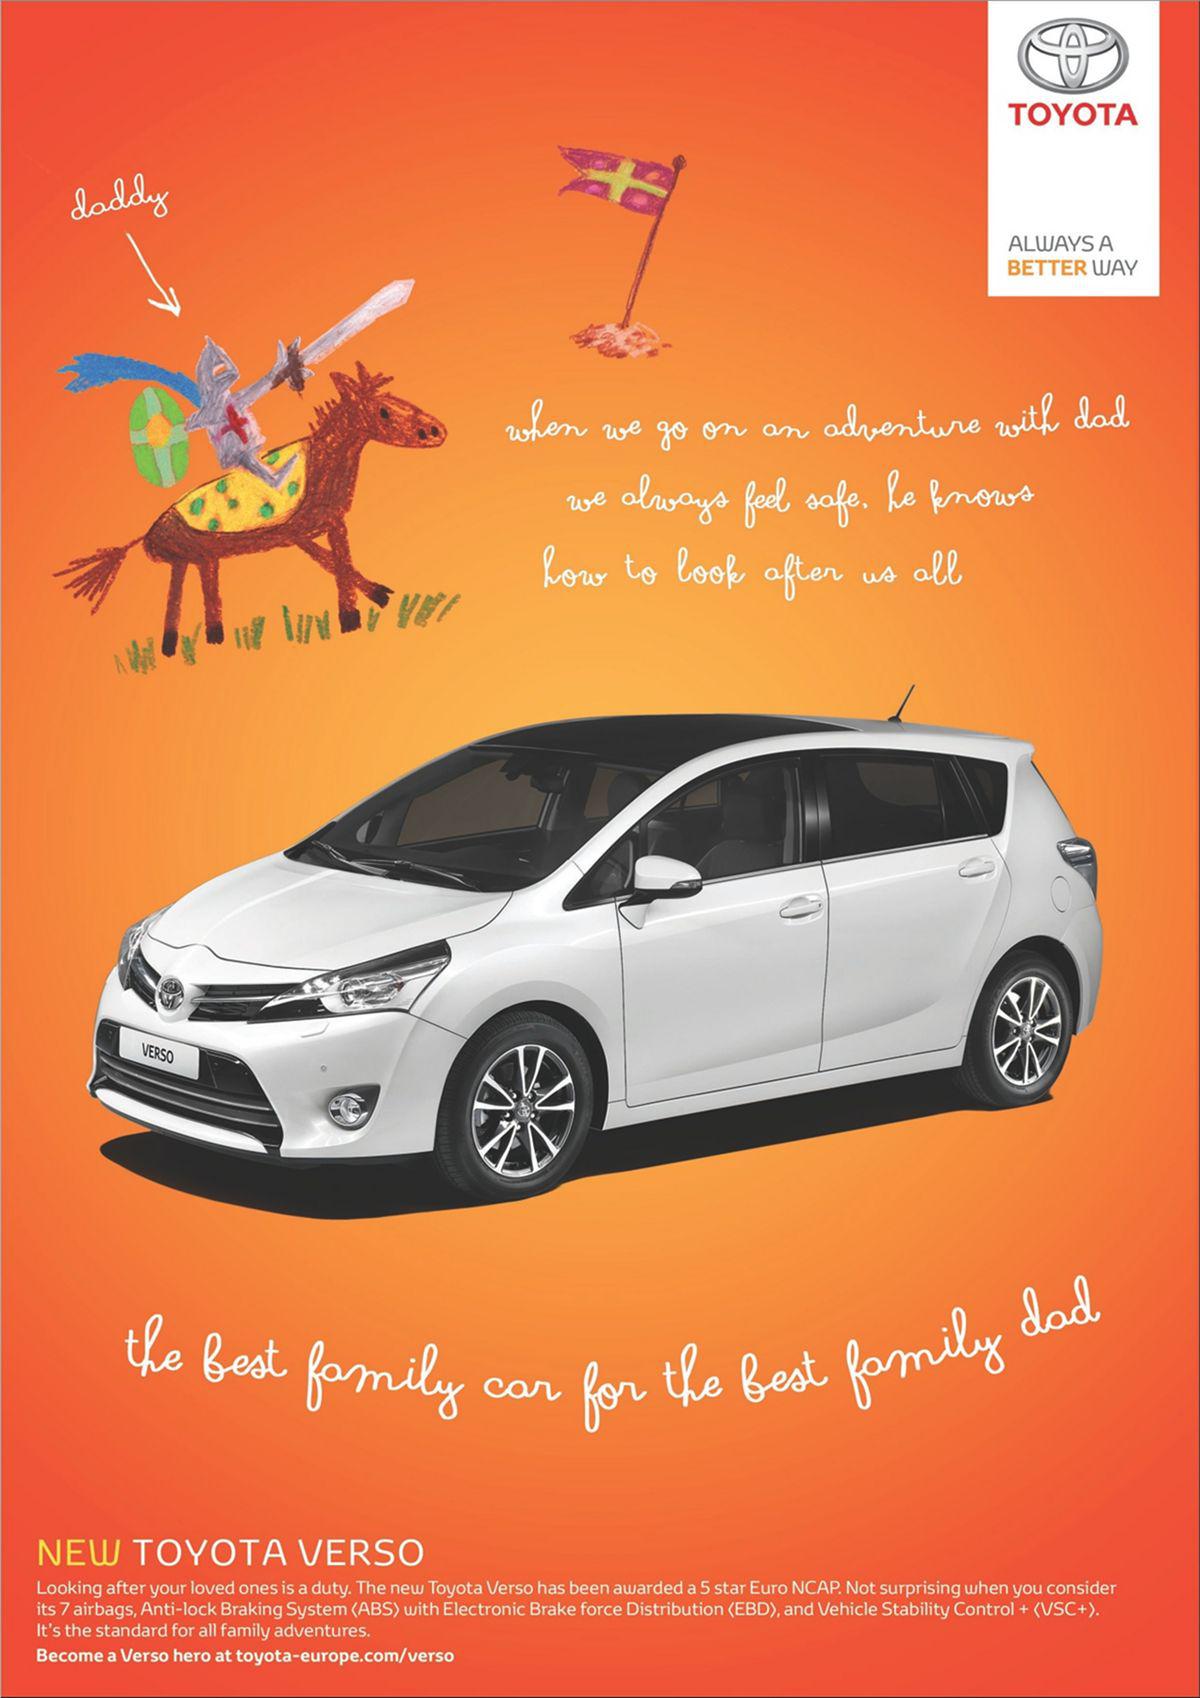 TOYOTA
ALWAYS A
BETTER WAY
daddy
when we go on an adventure with dad
we always feel safe. he knows
how to look after us all
VERSO
the best family car for the best family dad
NEW TOYOTA VERSO
Looking after your loved ones is a duty. The new Toyota Verso has been awarded a 5 star Euro NCAP. Not surprising when you consider
its 7 airbags, Anti-lock Braking System (ABS) with Electronic Brake force Distribution (EBD), and Vehicle Stability Control + (VSC+).
It's the standard for all family adventures.
Become a Verso hero at toyota-europe.com/verso